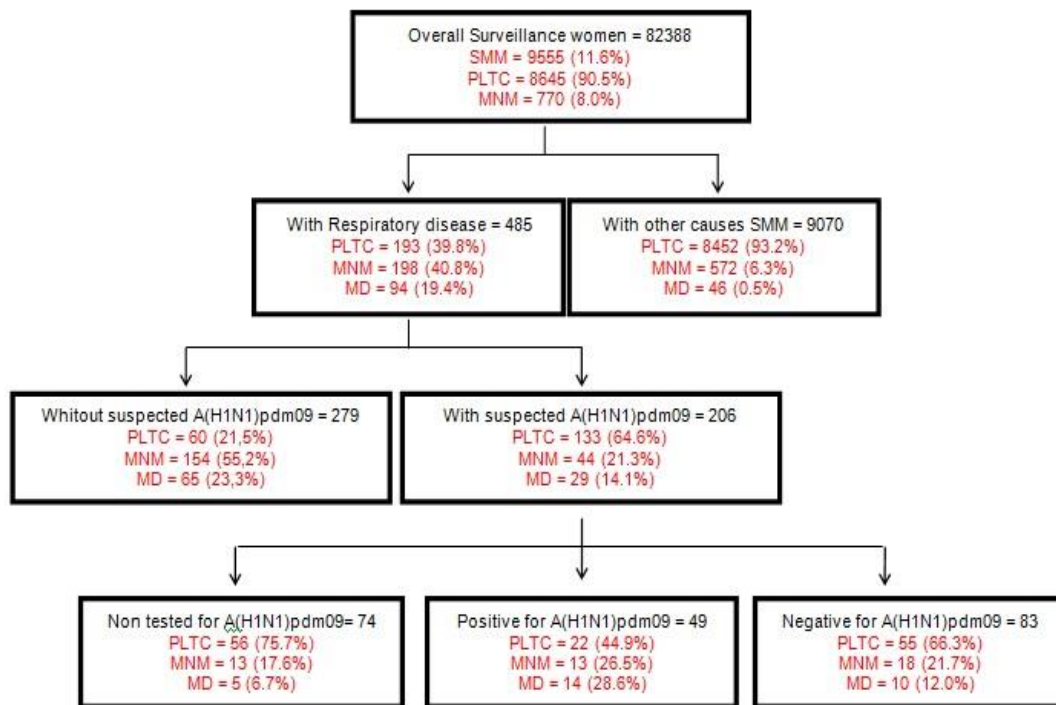 Overall Surveillance women = 82388
SMM = 9555 (11.6%)
PLTC = 8645 (90.5%)
MNM = 770 (8.0%)
With Respiratory disease = 485
PLTC = 193 (39.8%)
MNM = 198 (40.8%)
MD = 94 (19.4%)
With other causes SMM = 9070
PLTC = 8452 (93.2%)
MNM = 572 (6.3%)
MD = 46 (0.5%)
Whitout suspected A(H1N1)pdm09 = 279
PLTC = 60 (21,5%)
MNM = 154 (55,2%)
MD = 65 (23,3%)
With suspected A(H1N1)pdm09 = 206
PLTC = 133 (64.6%)
MNM = 44 (21.3%)
MD = 29 (14.1%)
Non tested for A(H1N1)pdm09= 74
PLTC = 56 (75.7%)
MNM = 13 (17.6%)
MD = 5 (6.7%)
Positive for A(H1N1)pdm09 = 49
PLTC = 22 (44.9%)
MNM = 13 (26.5%)
MD = 14 (28.6%)
Negative for A(H1N1)pdm09 = 83
PLTC = 55 (66.3%)
MNM = 18 (21.7%)
MD = 10 (12.0%)